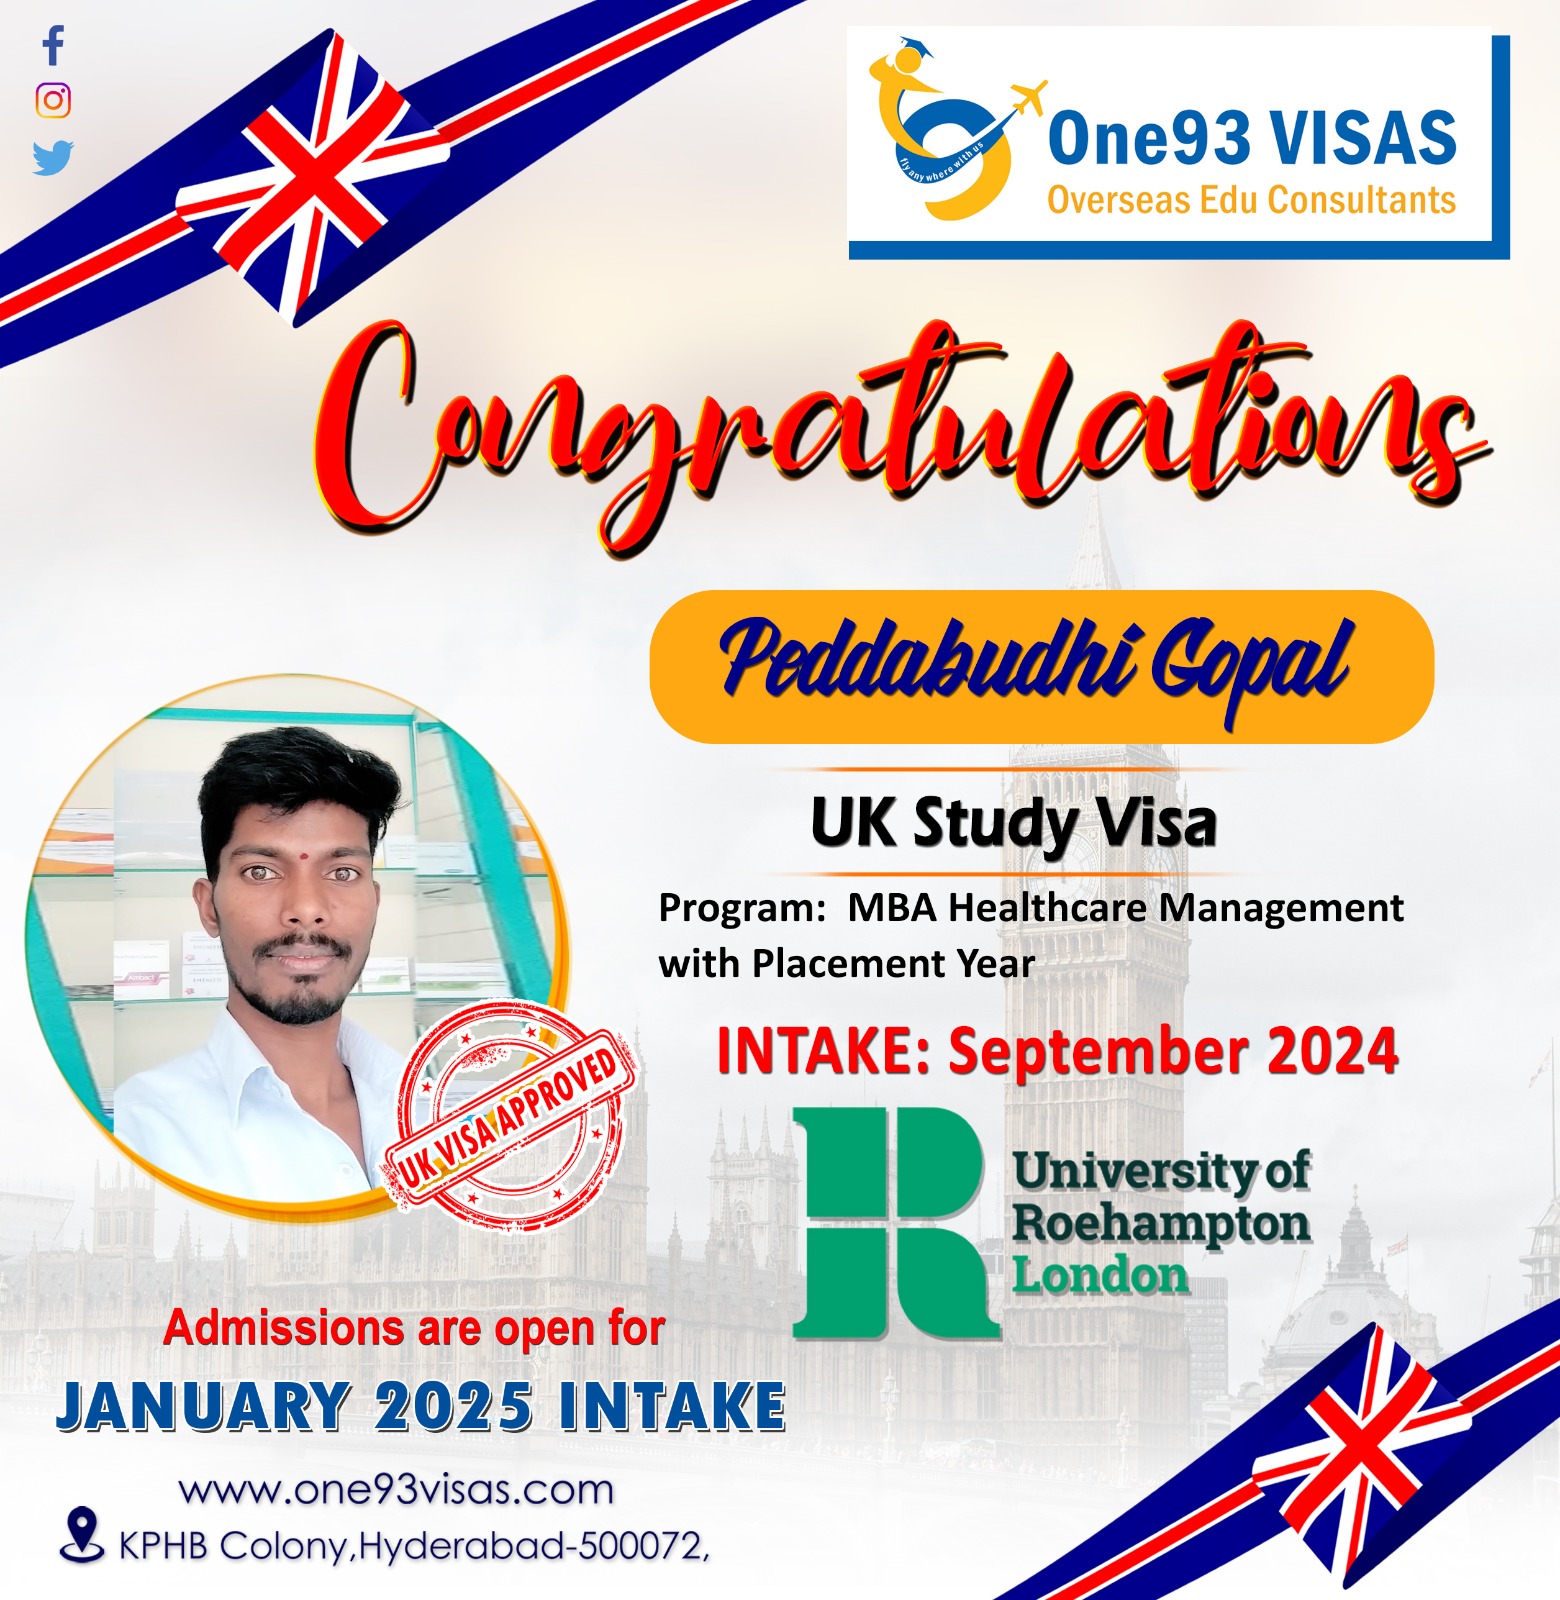 One93 VISAS
Overseas Edu Consultants
fly any where with us
Congratulations
Peddabudhi Gopal
UK Study Visa
Program: MBA Healthcare Management
with Placement Year
INTAKE: September 2024
UK VISA APPROVED
University of
Roehampton
London
Admissions are open for
JANUARY 2025 INTAKE
www.one93visas.com
KPHB Colony,Hyderabad-500072,